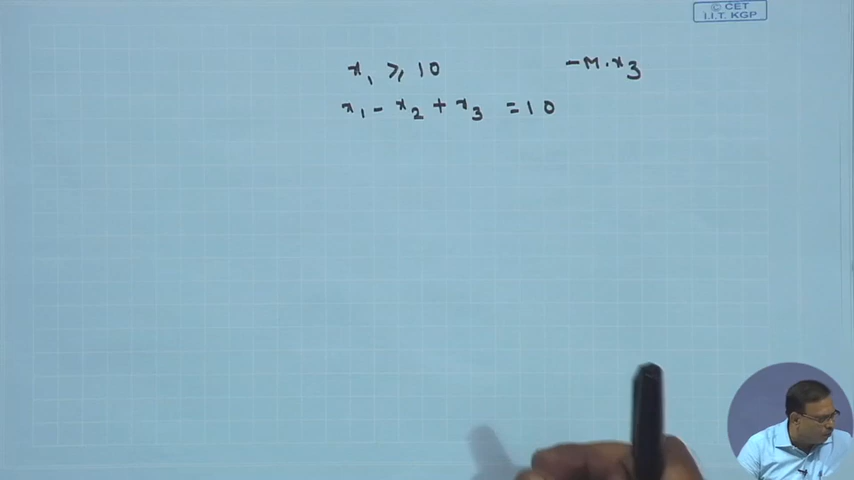 © CET
I.I.T. KGP
x₁ ≥ 10 -M.x₃
x₁ - x₂ + x₃ = 10